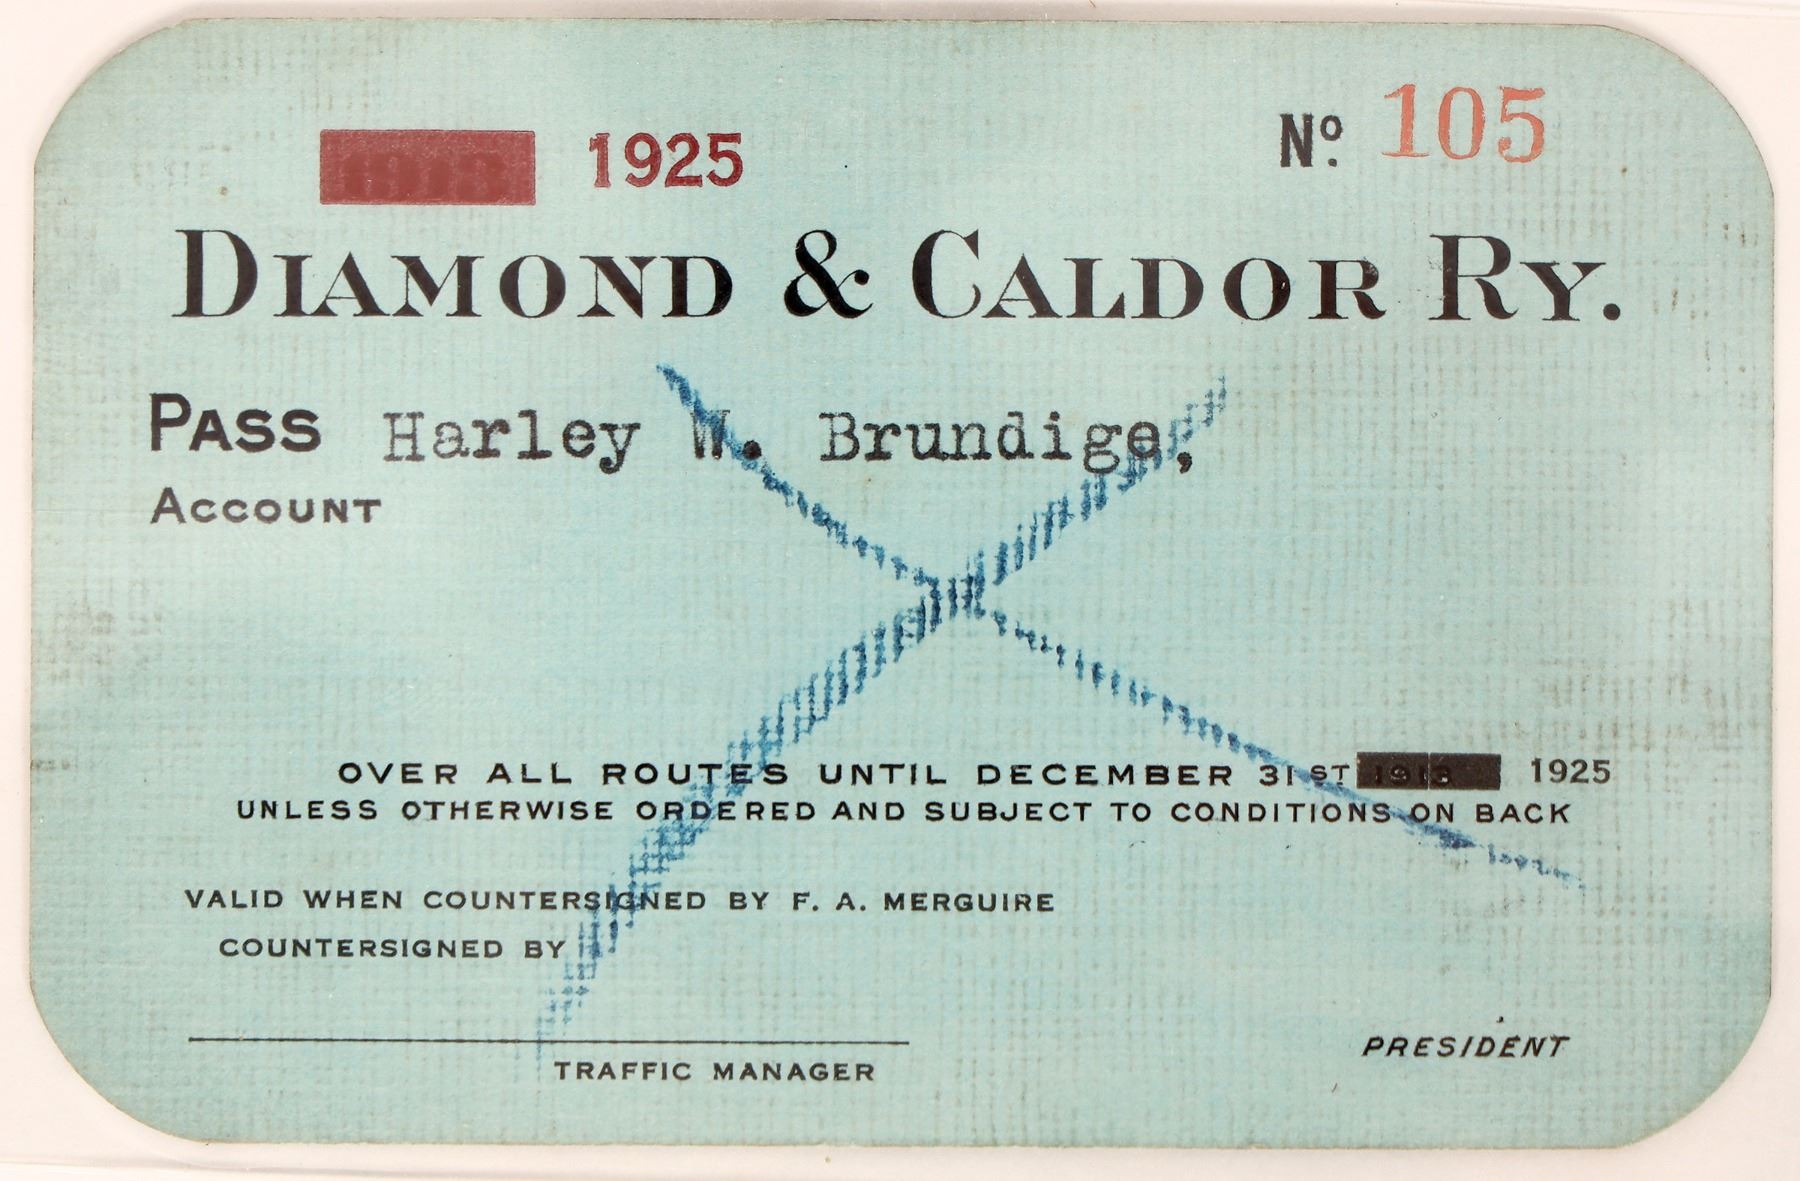 1925 Nº 105
DIAMOND & CALDOR RY.
PASS Harley W. Brundige,
ACCOUNT
OVER ALL ROUTES UNTIL DECEMBER 31ST 1913 1925
UNLESS OTHERWISE ORDERED AND SUBJECT TO CONDITIONS ON BACK
VALID WHEN COUNTERSIGNED BY F. A. MERGUIRE
COUNTERSIGNED BY
PRESIDENT
TRAFFIC MANAGER